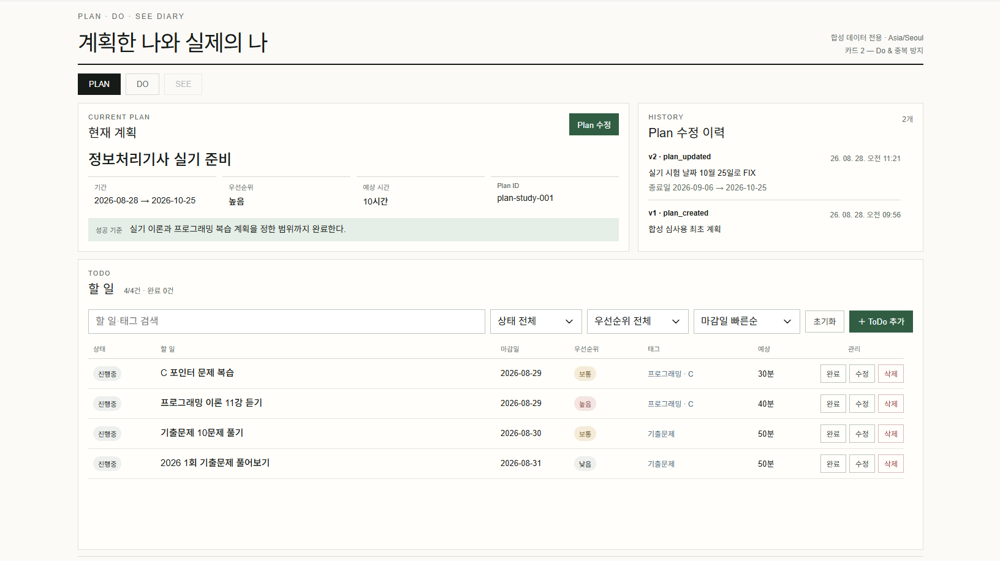 PLAN · DO · SEE DIARY
계획한 나와 실제의 나
합성 데이터 전용 · Asia/Seoul
카드 2 — Do & 중복 방지
PLAN
DO
SEE
CURRENT PLAN
현재 계획
Plan 수정
정보처리기사 실기 준비
기간
2026-08-28 → 2026-10-25
우선순위
높음
예상 시간
10시간
Plan ID
plan-study-001
성공 기준 실기 이론과 프로그래밍 복습 계획을 정한 범위까지 완료한다.
HISTORY
2개
Plan 수정 이력
v2 · plan_updated 26. 08. 28. 오전 11:21
실기 시험 날짜 10월 25일로 FIX
종료일 2026-09-06 → 2026-10-25
v1 · plan_created 26. 08. 28. 오전 09:56
합성 심사용 최초 계획
TODO
할 일 4/4건 · 완료 0건
할 일·태그 검색 상태 전체 우선순위 전체 마감일 빠른순 초기화 + ToDo 추가
상태 할 일 마감일 우선순위 태그 예상 관리
진행중 C 포인터 문제 복습 2026-08-29 보통 프로그래밍 · C 30분 완료 수정 삭제
진행중 프로그래밍 이론 11강 듣기 2026-08-29 높음 프로그래밍 · C 40분 완료 수정 삭제
진행중 기출문제 10문제 풀기 2026-08-30 보통 기출문제 50분 완료 수정 삭제
진행중 2026 1회 기출문제 풀어보기 2026-08-31 낮음 기출문제 50분 완료 수정 삭제